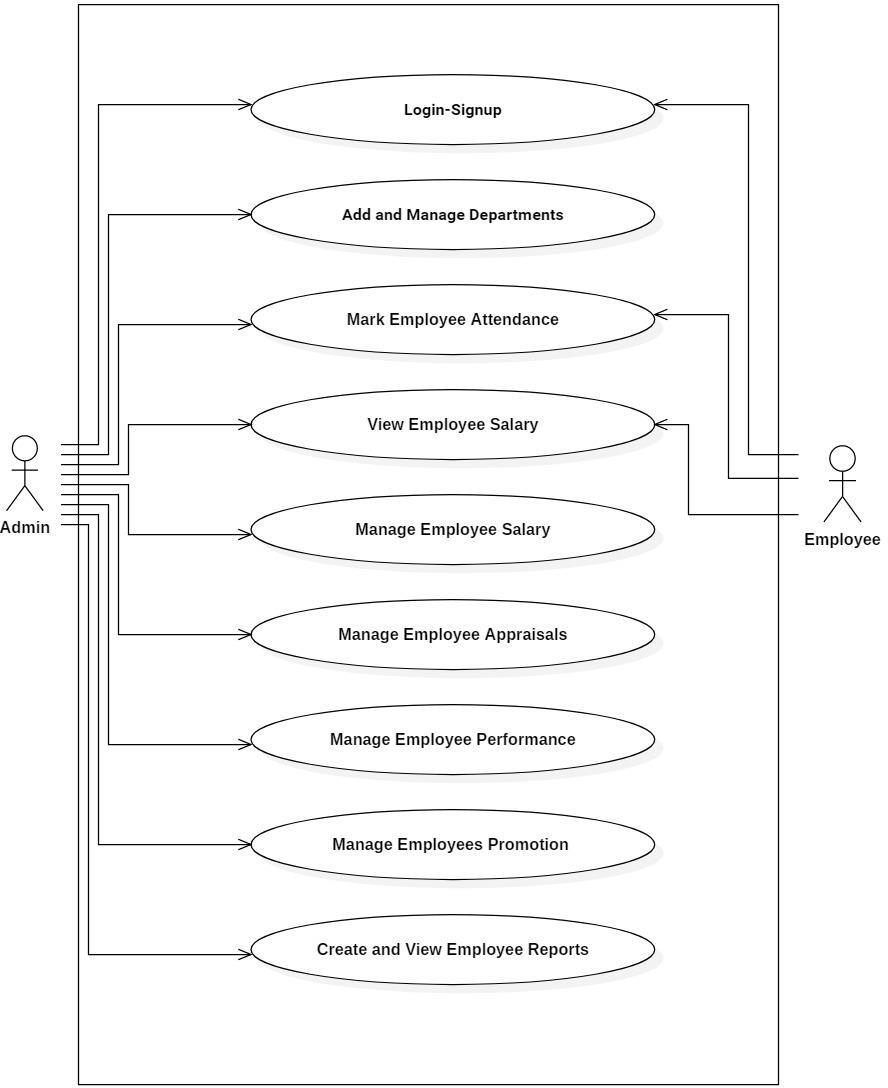 Login-Signup
Add and Manage Departments
Mark Employee Attendance
View Employee Salary
Manage Employee Salary
Admin
Employee
Manage Employee Appraisals
Manage Employee Performance
Manage Employees Promotion
Create and View Employee Reports